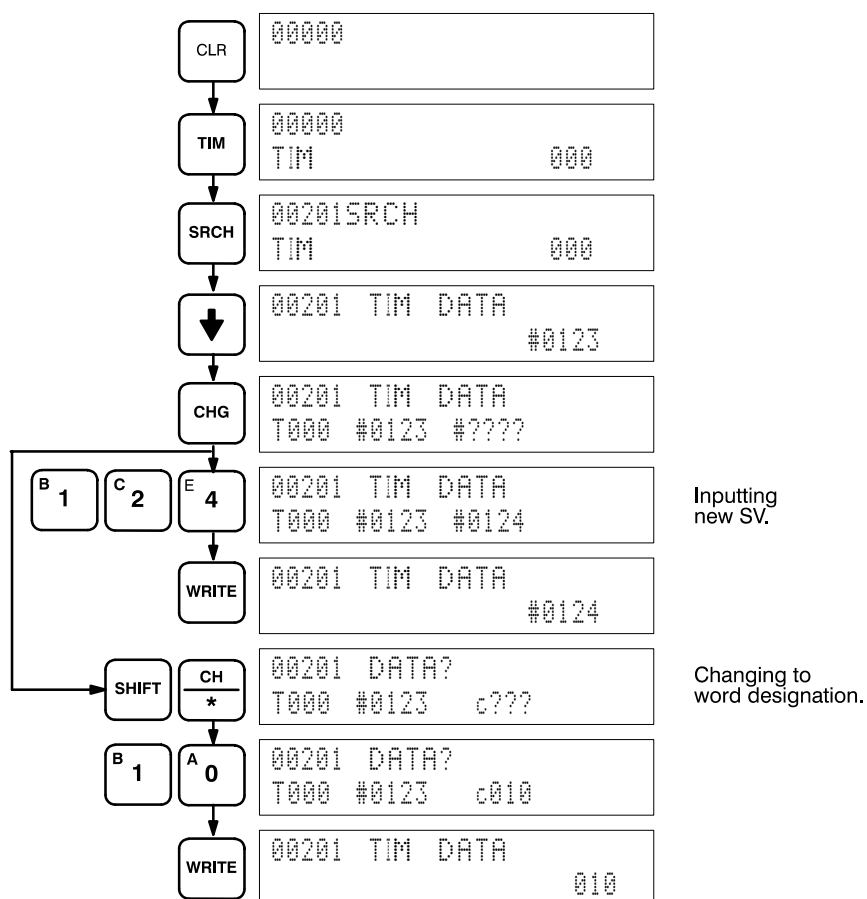 CLR
00000
TIM
00000
TIM 000
SRCH
00201SRCH
TIM 000
00201 TIM DATA
#0123
CHG
00201 TIM DATA
T000 #0123 #????
B 1
C 2
E 4
00201 TIM DATA
T000 #0123 #0124
Inputting
new SV.
WRITE
00201 TIM DATA
#0124
SHIFT
CH
*
00201 DATA?
T000 #0123 c???
Changing to
word designation.
B 1
A 0
00201 DATA?
T000 #0123 c010
WRITE
00201 TIM DATA
010